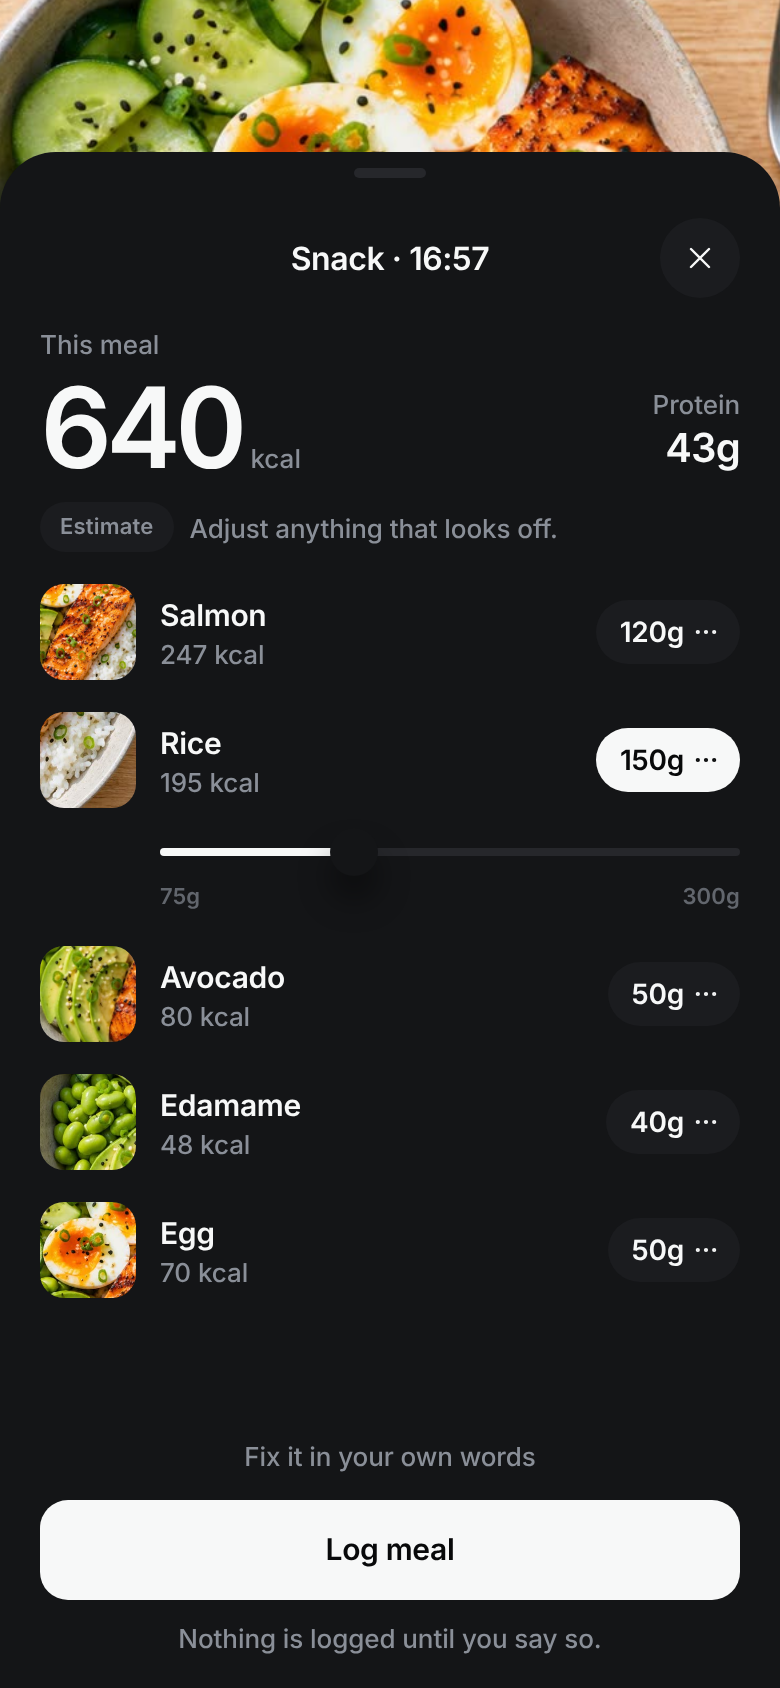 Snack · 16:57
This meal
640 kcal
Protein
43g
Estimate
Adjust anything that looks off.
Salmon
247 kcal
120g ···
Rice
195 kcal
150g ···
75g
300g
Avocado
80 kcal
50g ···
Edamame
48 kcal
40g ···
Egg
70 kcal
50g ···
Fix it in your own words
Log meal
Nothing is logged until you say so.